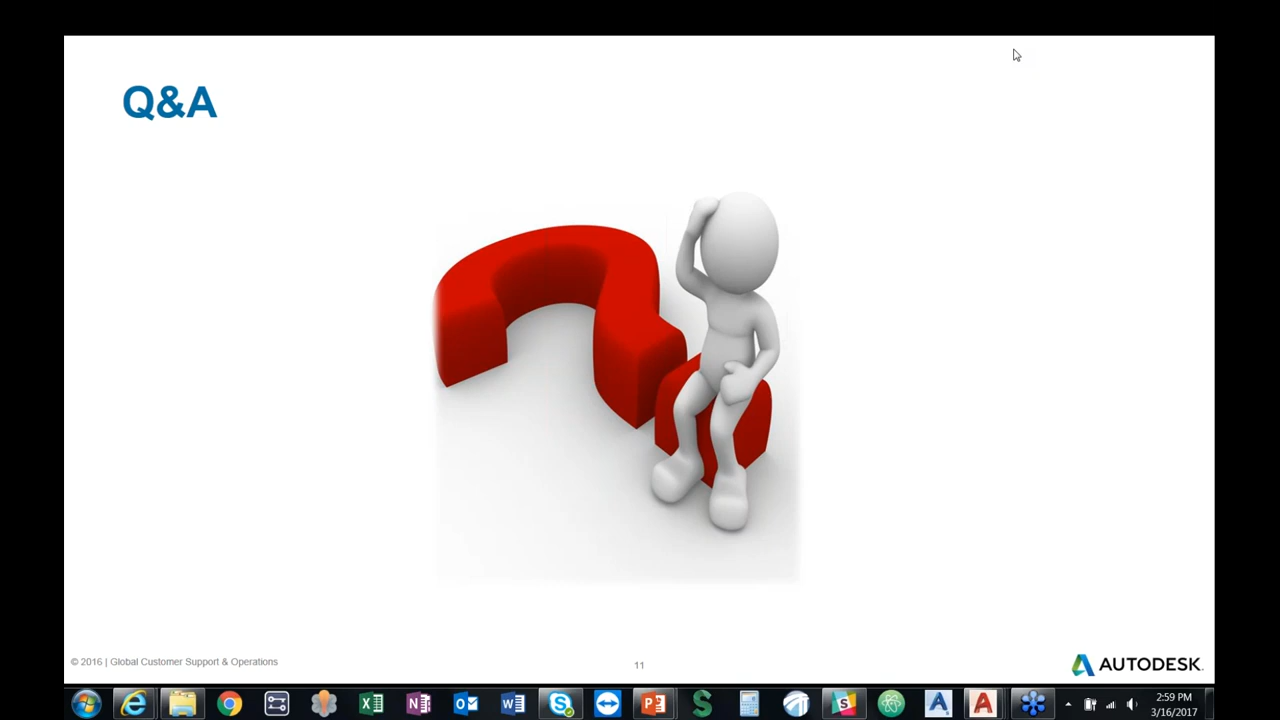 Q&A
© 2016 | Global Customer Support & Operations
11
AUTODESK.
2:59 PM
3/16/2017